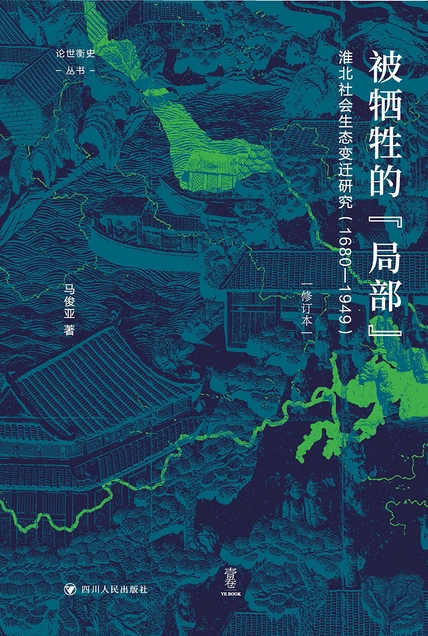 被牺牲的『局部』
淮北社会生态变迁研究(1680—1949)
—修订本—
论世衡史
-丛书-
马俊亚 著
四川人民出版社
壹卷
YE BOOK